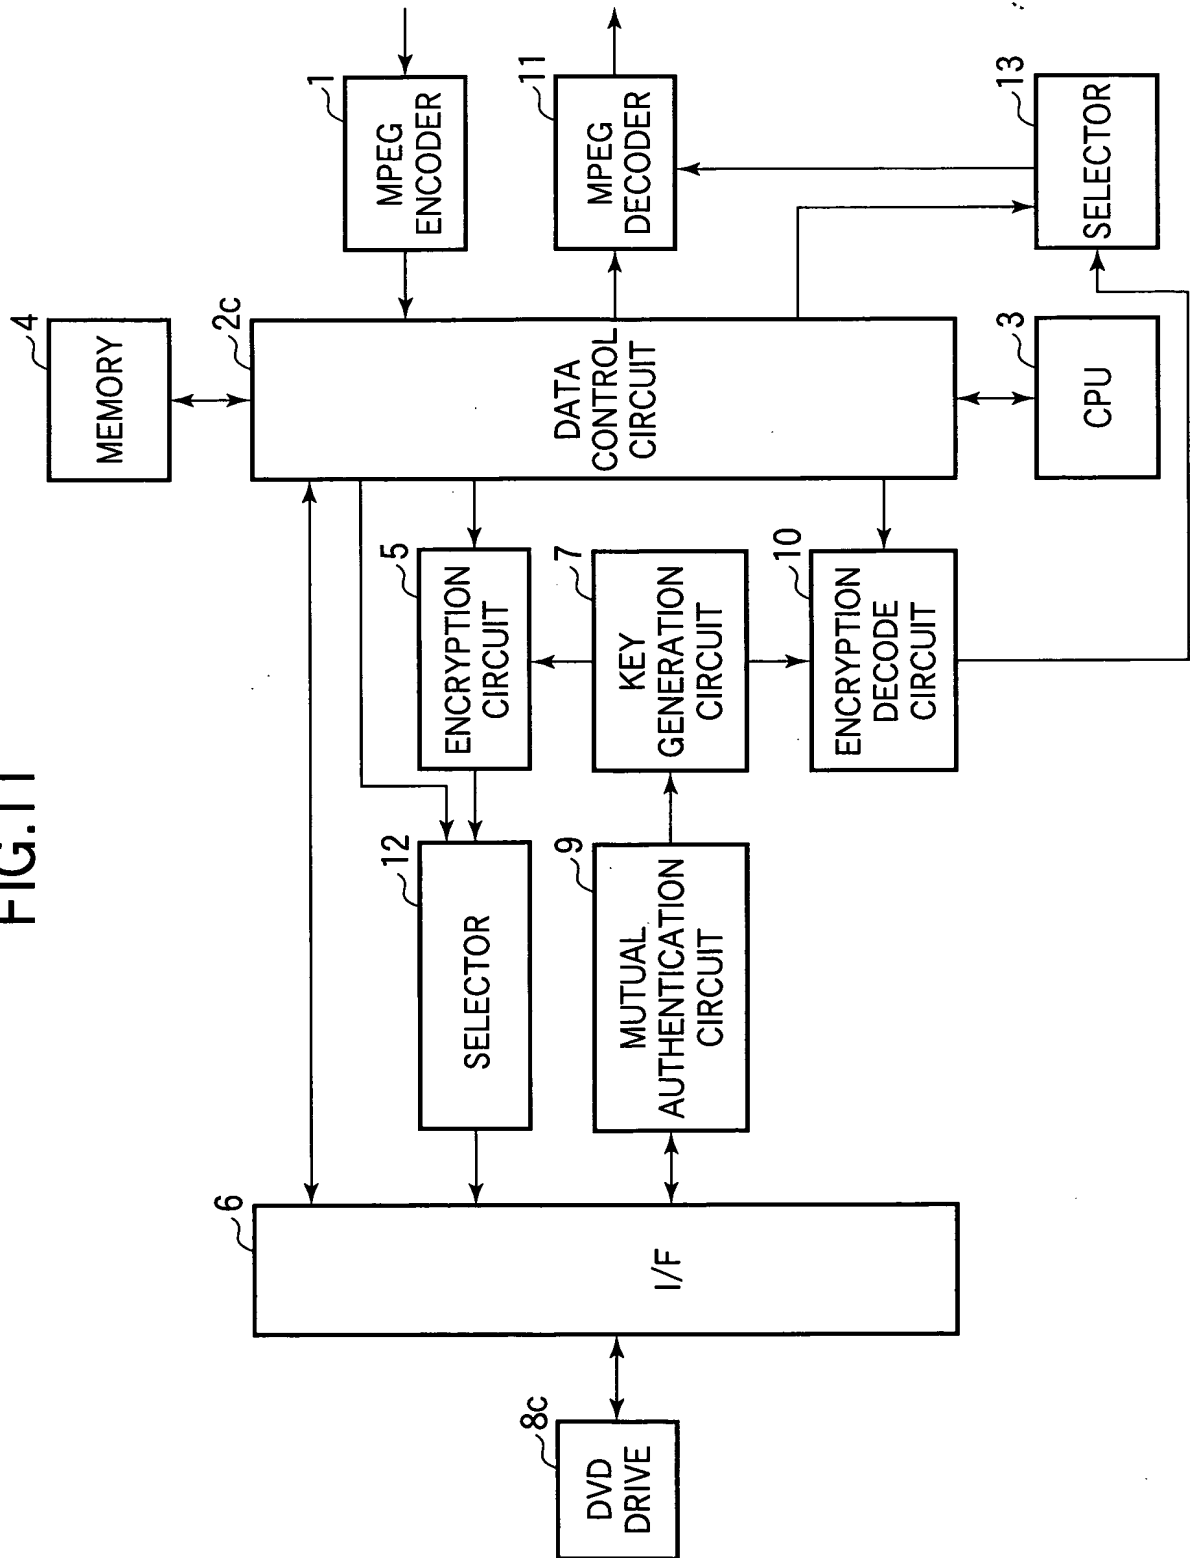 FIG.11
4
MEMORY
1
MPEG
ENCODER
11
MPEG
DECODER
13
SELECTOR
2c
DATA
CONTROL
CIRCUIT
3
CPU
5
ENCRYPTION
CIRCUIT
7
KEY
GENERATION
CIRCUIT
10
ENCRYPTION
DECODE
CIRCUIT
12
SELECTOR
9
MUTUAL
AUTHENTICATION
CIRCUIT
6
I/F
8c
DVD
DRIVE